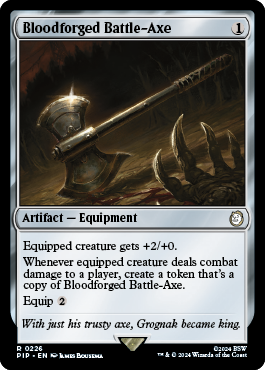 Bloodforged Battle-Axe 1
Artifact — Equipment
Equipped creature gets +2/+0.
Whenever equipped creature deals combat
damage to a player, create a token that's a
copy of Bloodforged Battle-Axe.
Equip 2
With just his trusty axe, Grognak became king.
R 0226 ©2024 BSW
PIP • EN James Bousema ™ & © 2024 Wizards of the Coast